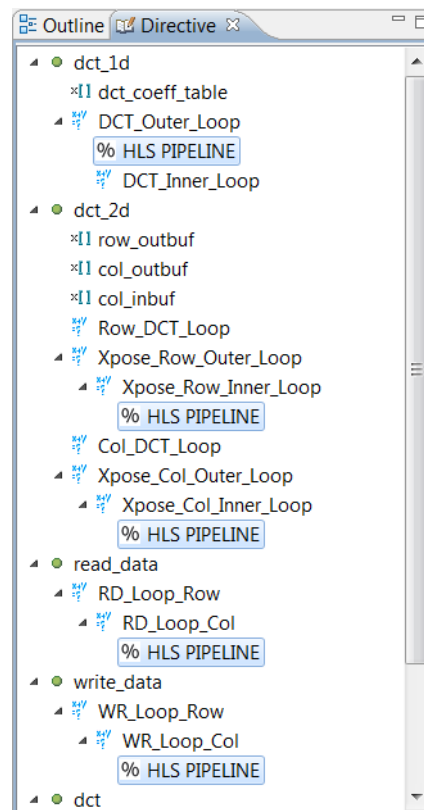 Outline Directive
dct_1d
x[] dct_coeff_table
DCT_Outer_Loop
% HLS PIPELINE
DCT_Inner_Loop
dct_2d
x[] row_outbuf
x[] col_outbuf
x[] col_inbuf
Row_DCT_Loop
Xpose_Row_Outer_Loop
Xpose_Row_Inner_Loop
% HLS PIPELINE
Col_DCT_Loop
Xpose_Col_Outer_Loop
Xpose_Col_Inner_Loop
% HLS PIPELINE
read_data
RD_Loop_Row
RD_Loop_Col
% HLS PIPELINE
write_data
WR_Loop_Row
WR_Loop_Col
% HLS PIPELINE
dct